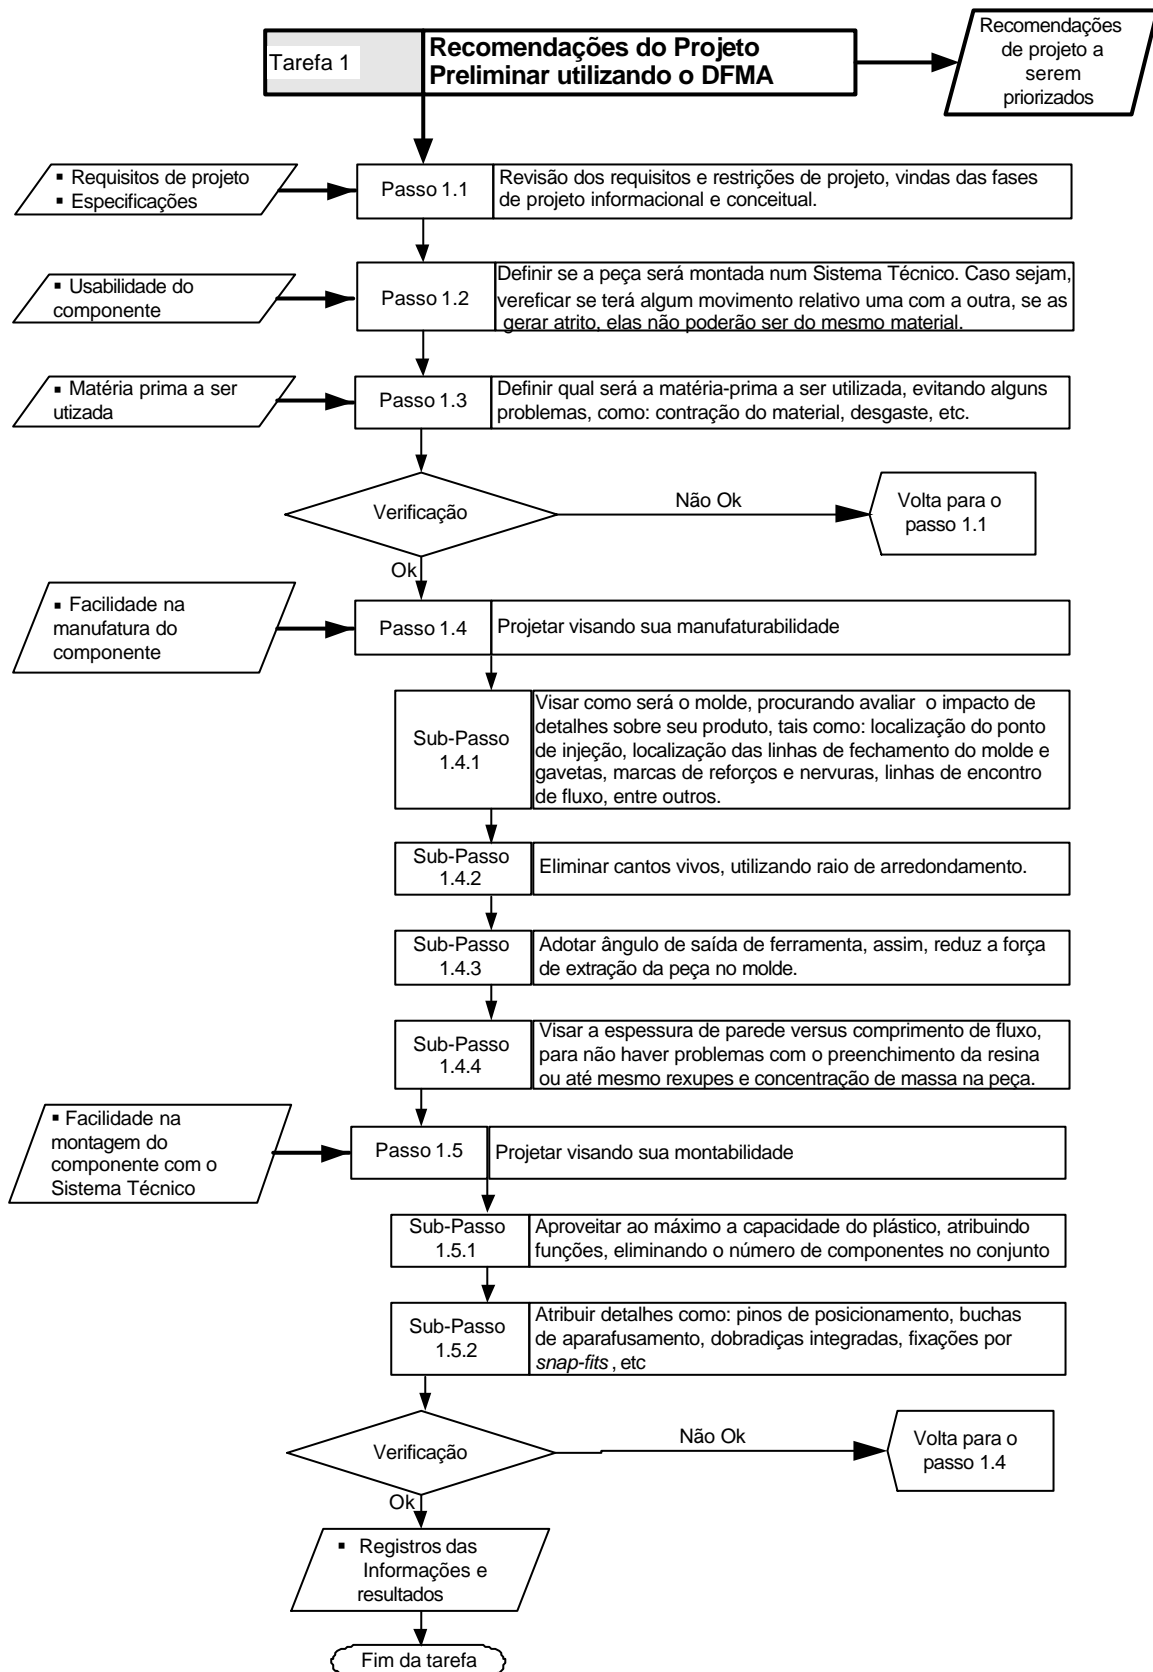 Tarefa 1
Recomendações do Projeto
Preliminar utilizando o DFMA
Recomendações
de projeto a
serem
priorizados
▪ Requisitos de projeto
▪ Especificações
Passo 1.1
Revisão dos requisitos e restrições de projeto, vindas das fases
de projeto informacional e conceitual.
▪ Usabilidade do
componente
Passo 1.2
Definir se a peça será montada num Sistema Técnico. Caso sejam,
vereficar se terá algum movimento relativo uma com a outra, se as
gerar atrito, elas não poderão ser do mesmo material.
▪ Matéria prima a ser
utizada
Passo 1.3
Definir qual será a matéria-prima a ser utilizada, evitando alguns
problemas, como: contração do material, desgaste, etc.
Verificação
Não Ok
Volta para o
passo 1.1
Ok
▪ Facilidade na
manufatura do
componente
Passo 1.4
Projetar visando sua manufaturabilidade
Sub-Passo
1.4.1
Visar como será o molde, procurando avaliar o impacto de
detalhes sobre seu produto, tais como: localização do ponto
de injeção, localização das linhas de fechamento do molde e
gavetas, marcas de reforços e nervuras, linhas de encontro
de fluxo, entre outros.
Sub-Passo
1.4.2
Eliminar cantos vivos, utilizando raio de arredondamento.
Sub-Passo
1.4.3
Adotar ângulo de saída de ferramenta, assim, reduz a força
de extração da peça no molde.
Sub-Passo
1.4.4
Visar a espessura de parede versus comprimento de fluxo,
para não haver problemas com o preenchimento da resina
ou até mesmo rexupes e concentração de massa na peça.
▪ Facilidade na
montagem do
componente com o
Sistema Técnico
Passo 1.5
Projetar visando sua montabilidade
Sub-Passo
1.5.1
Aproveitar ao máximo a capacidade do plástico, atribuindo
funções, eliminando o número de componentes no conjunto
Sub-Passo
1.5.2
Atribuir detalhes como: pinos de posicionamento, buchas
de aparafusamento, dobradiças integradas, fixações por
snap-fits, etc
Verificação
Não Ok
Volta para o
passo 1.4
Ok
▪ Registros das
Informações e
resultados
Fim da tarefa